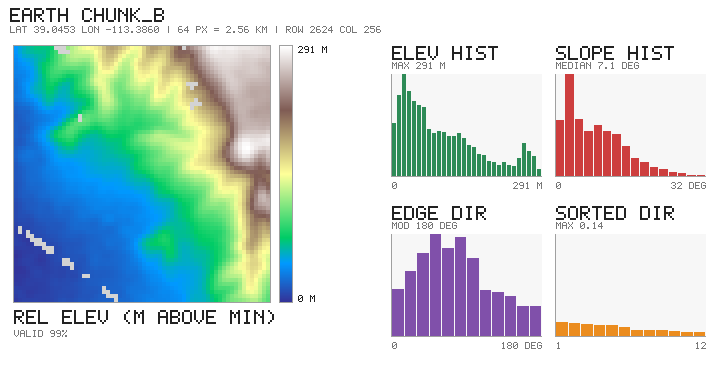 EARTH CHUNK_B
LAT 39.0453 LON -113.3860 | 64 PX = 2.56 KM | ROW 2624 COL 256
291 M
0 M
REL ELEV (M ABOVE MIN)
VALID 99%
ELEV HIST
MAX 291 M
0 291 M
SLOPE HIST
MEDIAN 7.1 DEG
0 32 DEG
EDGE DIR
MOD 180 DEG
0 180 DEG
SORTED DIR
MAX 0.14
1 12